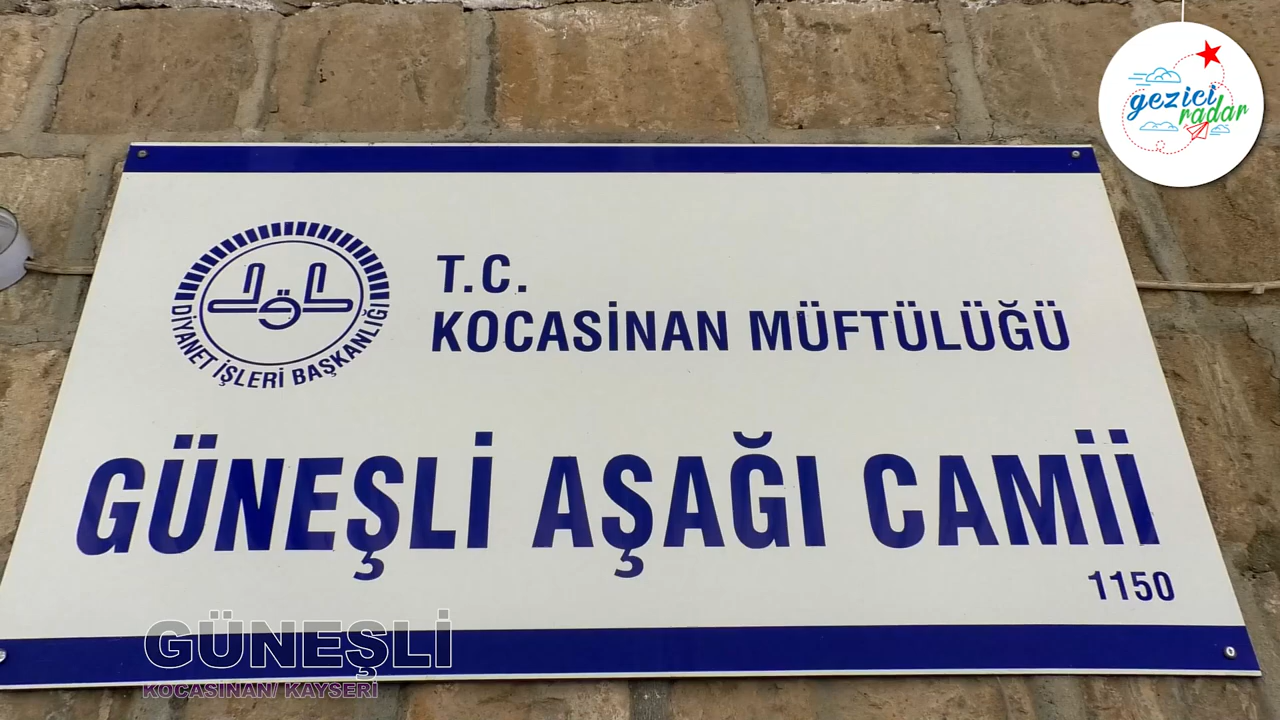 gezici
radar
DİYANET İŞLERİ BAŞKANLIĞI
T.C.
KOCASİNAN MÜFTÜLÜĞÜ
GÜNEŞLİ AŞAĞI CAMİİ
1150
GÜNEŞLİ
KOCASİNAN/ KAYSERİ